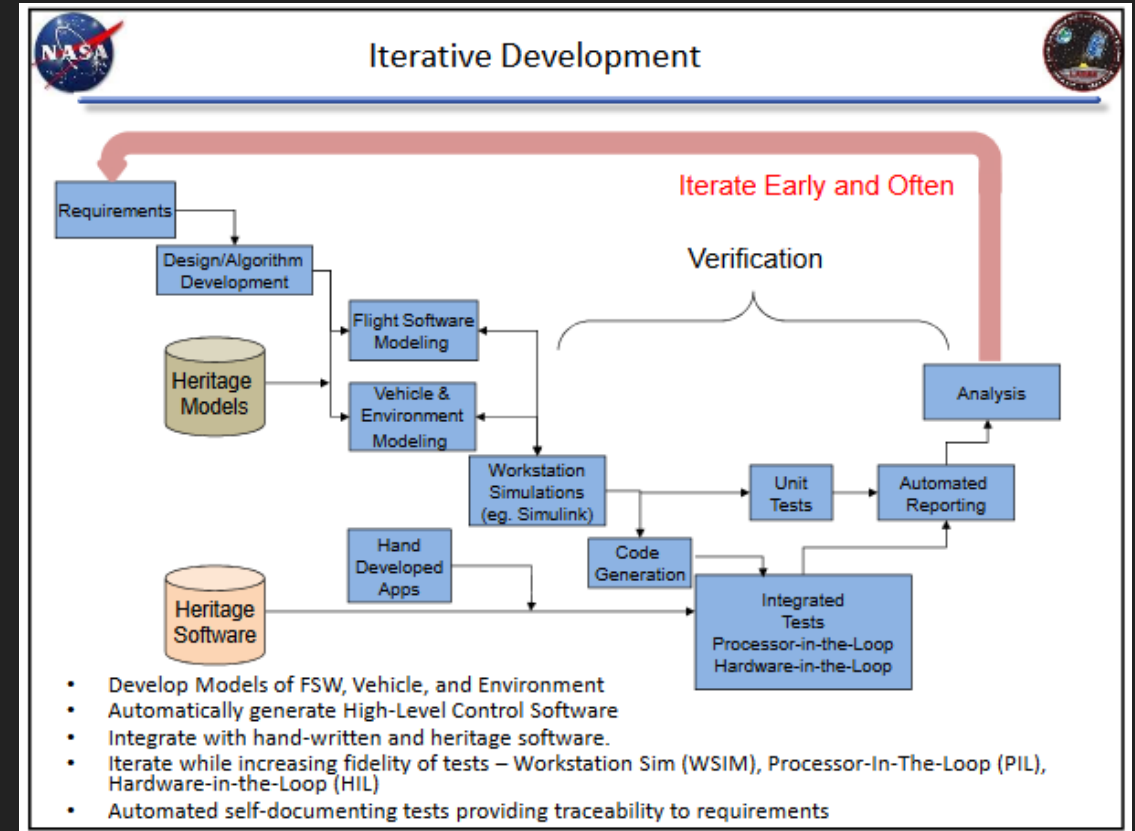 NASA
Iterative Development
Iterate Early and Often
Requirements
Verification
Design/Algorithm
Development
Flight Software
Modeling
Heritage
Models
Vehicle &
Environment
Modeling
Analysis
Workstation
Simulations
(eg. Simulink)
Unit
Tests
Automated
Reporting
Hand
Developed
Apps
Code
Generation
Heritage
Software
Integrated
Tests
Processor-in-the-Loop
Hardware-in-the-Loop
• Develop Models of FSW, Vehicle, and Environment
• Automatically generate High-Level Control Software
• Integrate with hand-written and heritage software.
• Iterate while increasing fidelity of tests – Workstation Sim (WSIM), Processor-In-The-Loop (PIL),
Hardware-in-the-Loop (HIL)
• Automated self-documenting tests providing traceability to requirements